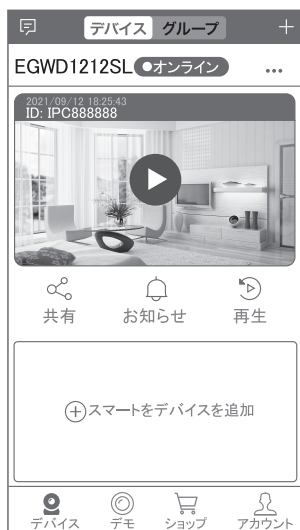 デバイス グループ
EGWD1212SL オンライン
2021/09/12 18:25:43
ID: IPC888888
共有 お知らせ 再生
スマートをデバイスを追加
デバイス デモ ショップ アカウント